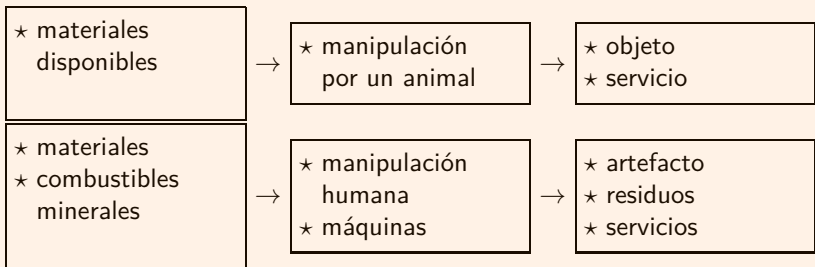 ⋆ materiales
disponibles
→
⋆ manipulación
por un animal
→
⋆ objeto
⋆ servicio
⋆ materiales
⋆ combustibles
minerales
→
⋆ manipulación
humana
⋆ máquinas
→
⋆ artefacto
⋆ residuos
⋆ servicios